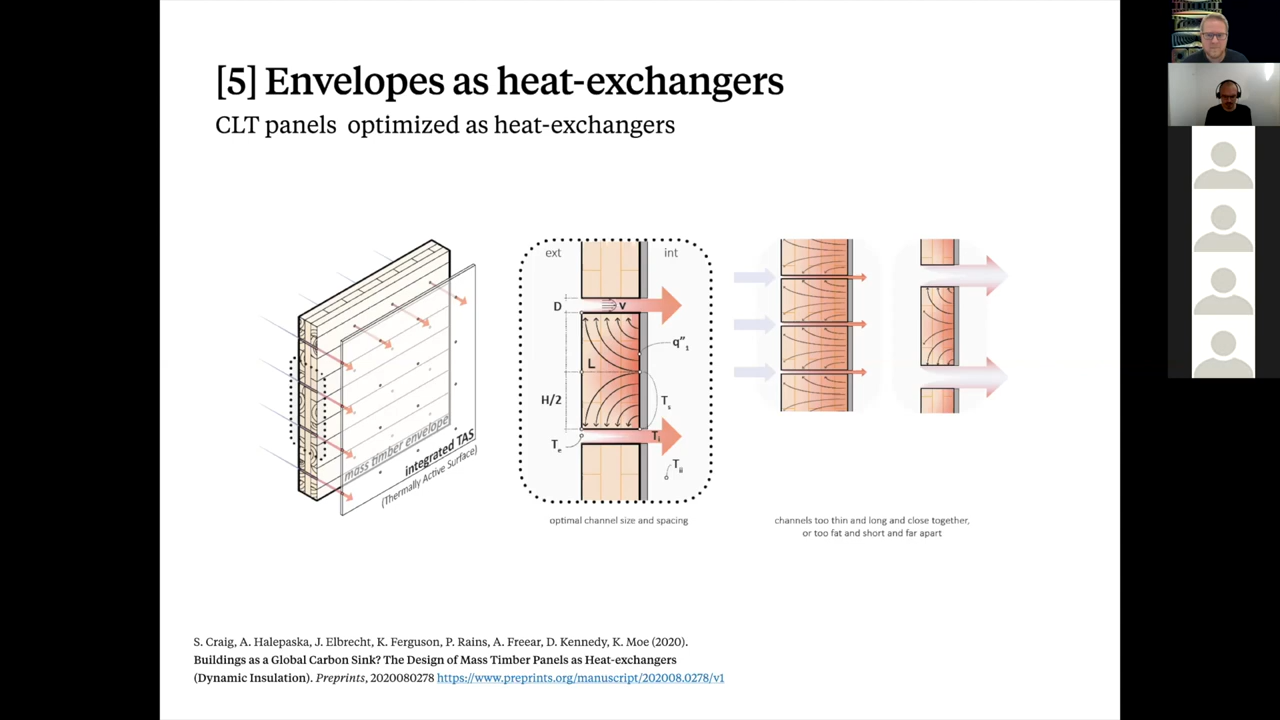 [5] Envelopes as heat-exchangers
CLT panels optimized as heat-exchangers
mass timber envelope
integrated TAS
(Thermally Active Surface)
ext
int
D
v
q"1
L
H/2
Ts
Te
Ti
Tii
optimal channel size and spacing
channels too thin and long and close together,
or too fat and short and far apart
S. Craig, A. Halepaska, J. Elbrecht, K. Ferguson, P. Rains, A. Freear, D. Kennedy, K. Moe (2020).
Buildings as a Global Carbon Sink? The Design of Mass Timber Panels as Heat-exchangers
(Dynamic Insulation). Preprints, 2020080278 https://www.preprints.org/manuscript/202008.0278/v1